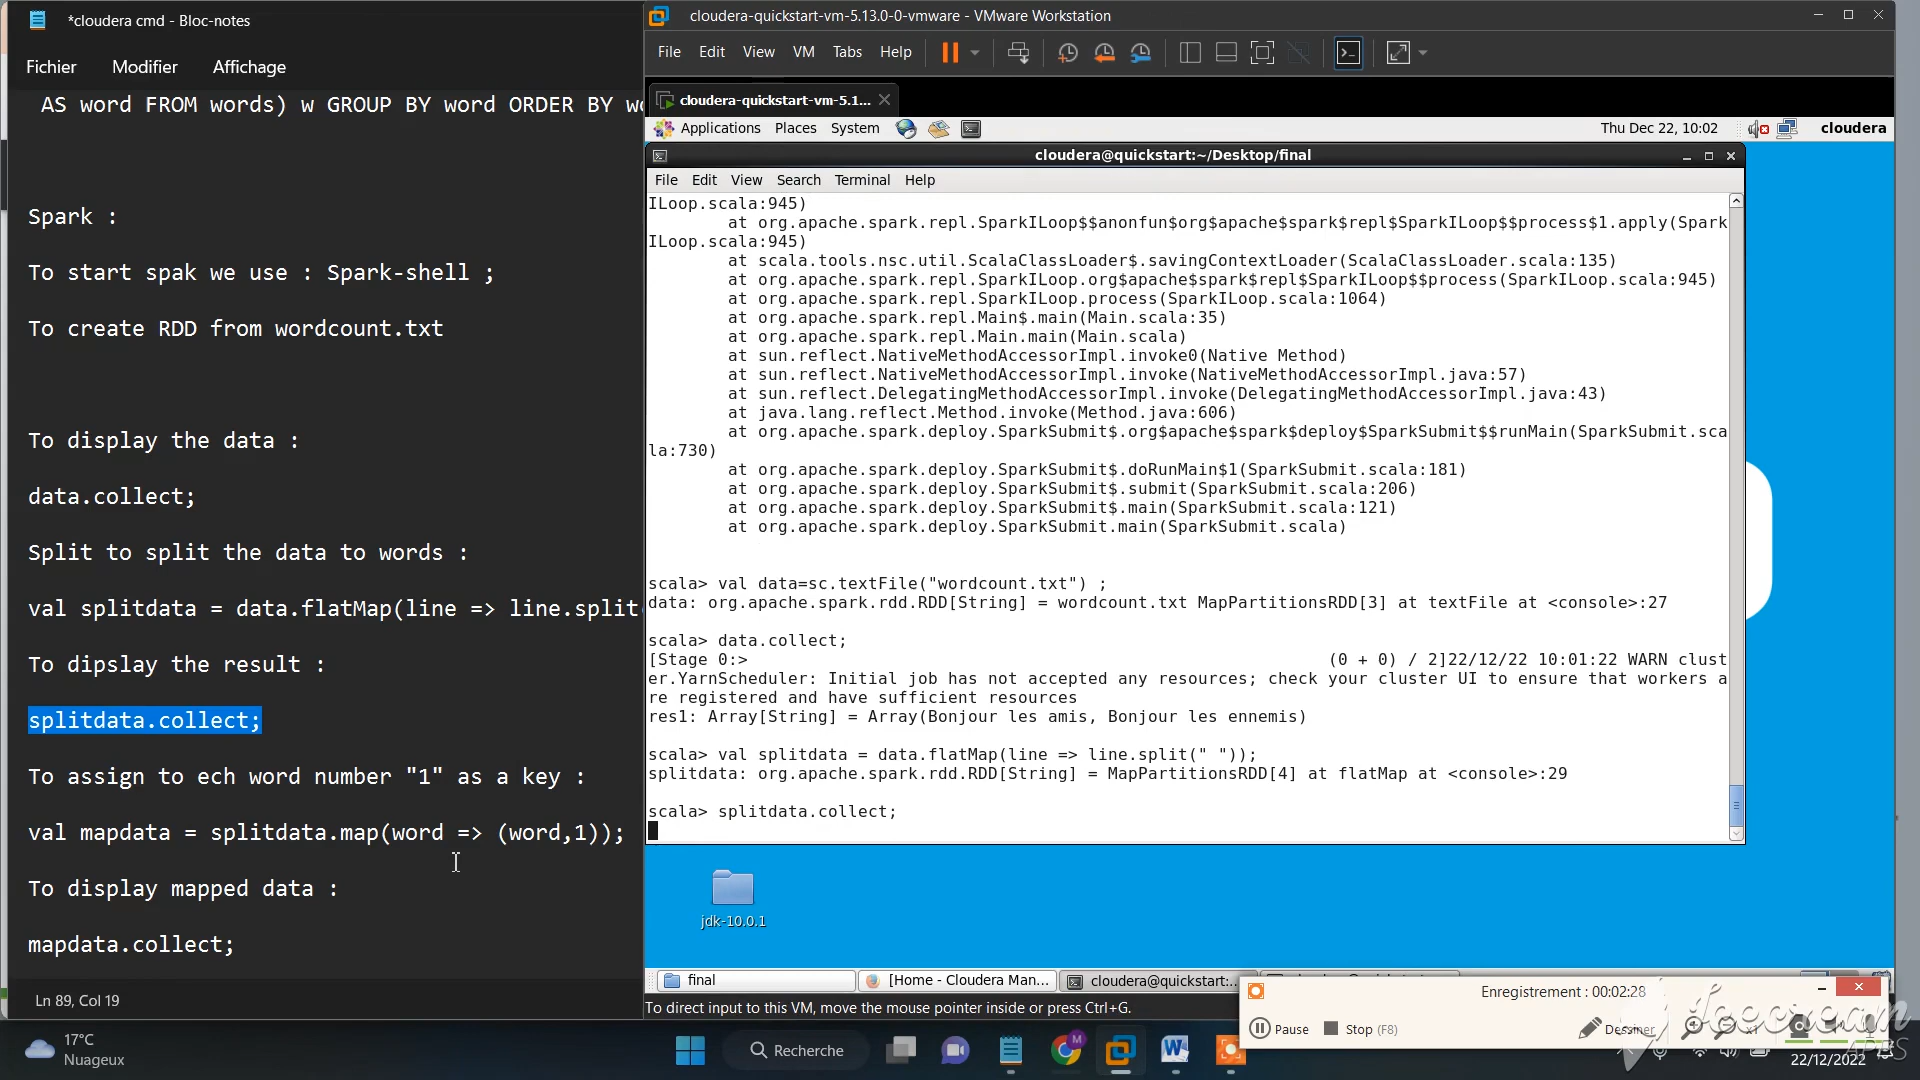 *cloudera cmd - Bloc-notes
Fichier Modifier Affichage
AS word FROM words) w GROUP BY word ORDER BY wo
Spark :
To start spak we use : Spark-shell ;
To create RDD from wordcount.txt
To display the data :
data.collect;
Split to split the data to words :
val splitdata = data.flatMap(line => line.split
To dipslay the result :
splitdata.collect;
To assign to ech word number "1" as a key :
val mapdata = splitdata.map(word => (word,1));
To display mapped data :
mapdata.collect;
Ln 89, Col 19
cloudera-quickstart-vm-5.13.0-0-vmware - VMware Workstation
File Edit View VM Tabs Help
cloudera-quickstart-vm-5.1...
Applications Places System Thu Dec 22, 10:02 cloudera
cloudera@quickstart:~/Desktop/final
File Edit View Search Terminal Help
ILoop.scala:945)
at org.apache.spark.repl.SparkILoop$$anonfun$org$apache$spark$repl$SparkILoop$$process$1.apply(Spark
ILoop.scala:945)
at scala.tools.nsc.util.ScalaClassLoader$.savingContextLoader(ScalaClassLoader.scala:135)
at org.apache.spark.repl.SparkILoop.org$apache$spark$repl$SparkILoop$$process(SparkILoop.scala:945)
at org.apache.spark.repl.SparkILoop.process(SparkILoop.scala:1064)
at org.apache.spark.repl.Main$.main(Main.scala:35)
at org.apache.spark.repl.Main.main(Main.scala)
at sun.reflect.NativeMethodAccessorImpl.invoke0(Native Method)
at sun.reflect.NativeMethodAccessorImpl.invoke(NativeMethodAccessorImpl.java:57)
at sun.reflect.DelegatingMethodAccessorImpl.invoke(DelegatingMethodAccessorImpl.java:43)
at java.lang.reflect.Method.invoke(Method.java:606)
at org.apache.spark.deploy.SparkSubmit$.org$apache$spark$deploy$SparkSubmit$$runMain(SparkSubmit.sca
la:730)
at org.apache.spark.deploy.SparkSubmit$.doRunMain$1(SparkSubmit.scala:181)
at org.apache.spark.deploy.SparkSubmit$.submit(SparkSubmit.scala:206)
at org.apache.spark.deploy.SparkSubmit$.main(SparkSubmit.scala:121)
at org.apache.spark.deploy.SparkSubmit.main(SparkSubmit.scala)
scala> val data=sc.textFile("wordcount.txt") ;
data: org.apache.spark.rdd.RDD[String] = wordcount.txt MapPartitionsRDD[3] at textFile at <console>:27
scala> data.collect;
[Stage 0:> (0 + 0) / 2]22/12/22 10:01:22 WARN clust
er.YarnScheduler: Initial job has not accepted any resources; check your cluster UI to ensure that workers a
re registered and have sufficient resources
res1: Array[String] = Array(Bonjour les amis, Bonjour les ennemis)
scala> val splitdata = data.flatMap(line => line.split(" "));
splitdata: org.apache.spark.rdd.RDD[String] = MapPartitionsRDD[4] at flatMap at <console>:29
scala> splitdata.collect;
jdk-10.0.1
final [Home - Cloudera Man... cloudera@quickstart:...
To direct input to this VM, move the mouse pointer inside or press Ctrl+G.
Enregistrement : 00:02:28
Pause Stop (F8) Dessiner x1
Icecream
APPS
17°C
Nuageux
Recherche
22/12/2022